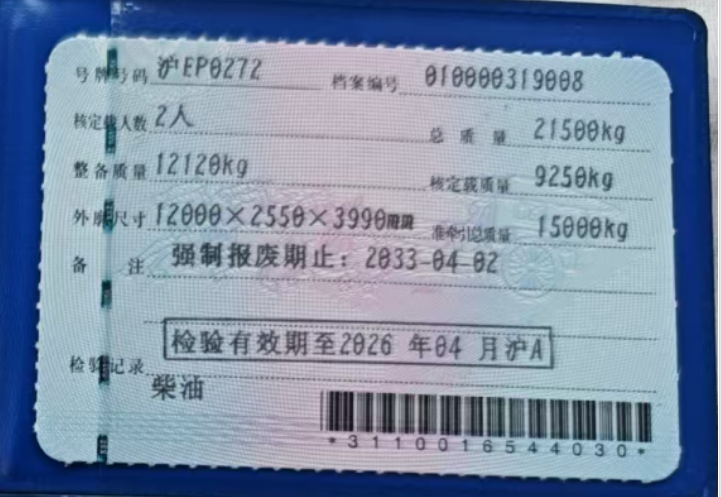 号牌号码 沪EP0272 档案编号 010000319008
核定载人数 2人 总质量 21500kg
整备质量 12120kg 核定载质量 9250kg
外廓尺寸 12000×2550×3990mm 准牵引总质量 15000kg
备注 强制报废期止：2033-04-02
检验有效期至2026 年04 月沪A
检验记录
柴油
*3110016544030*